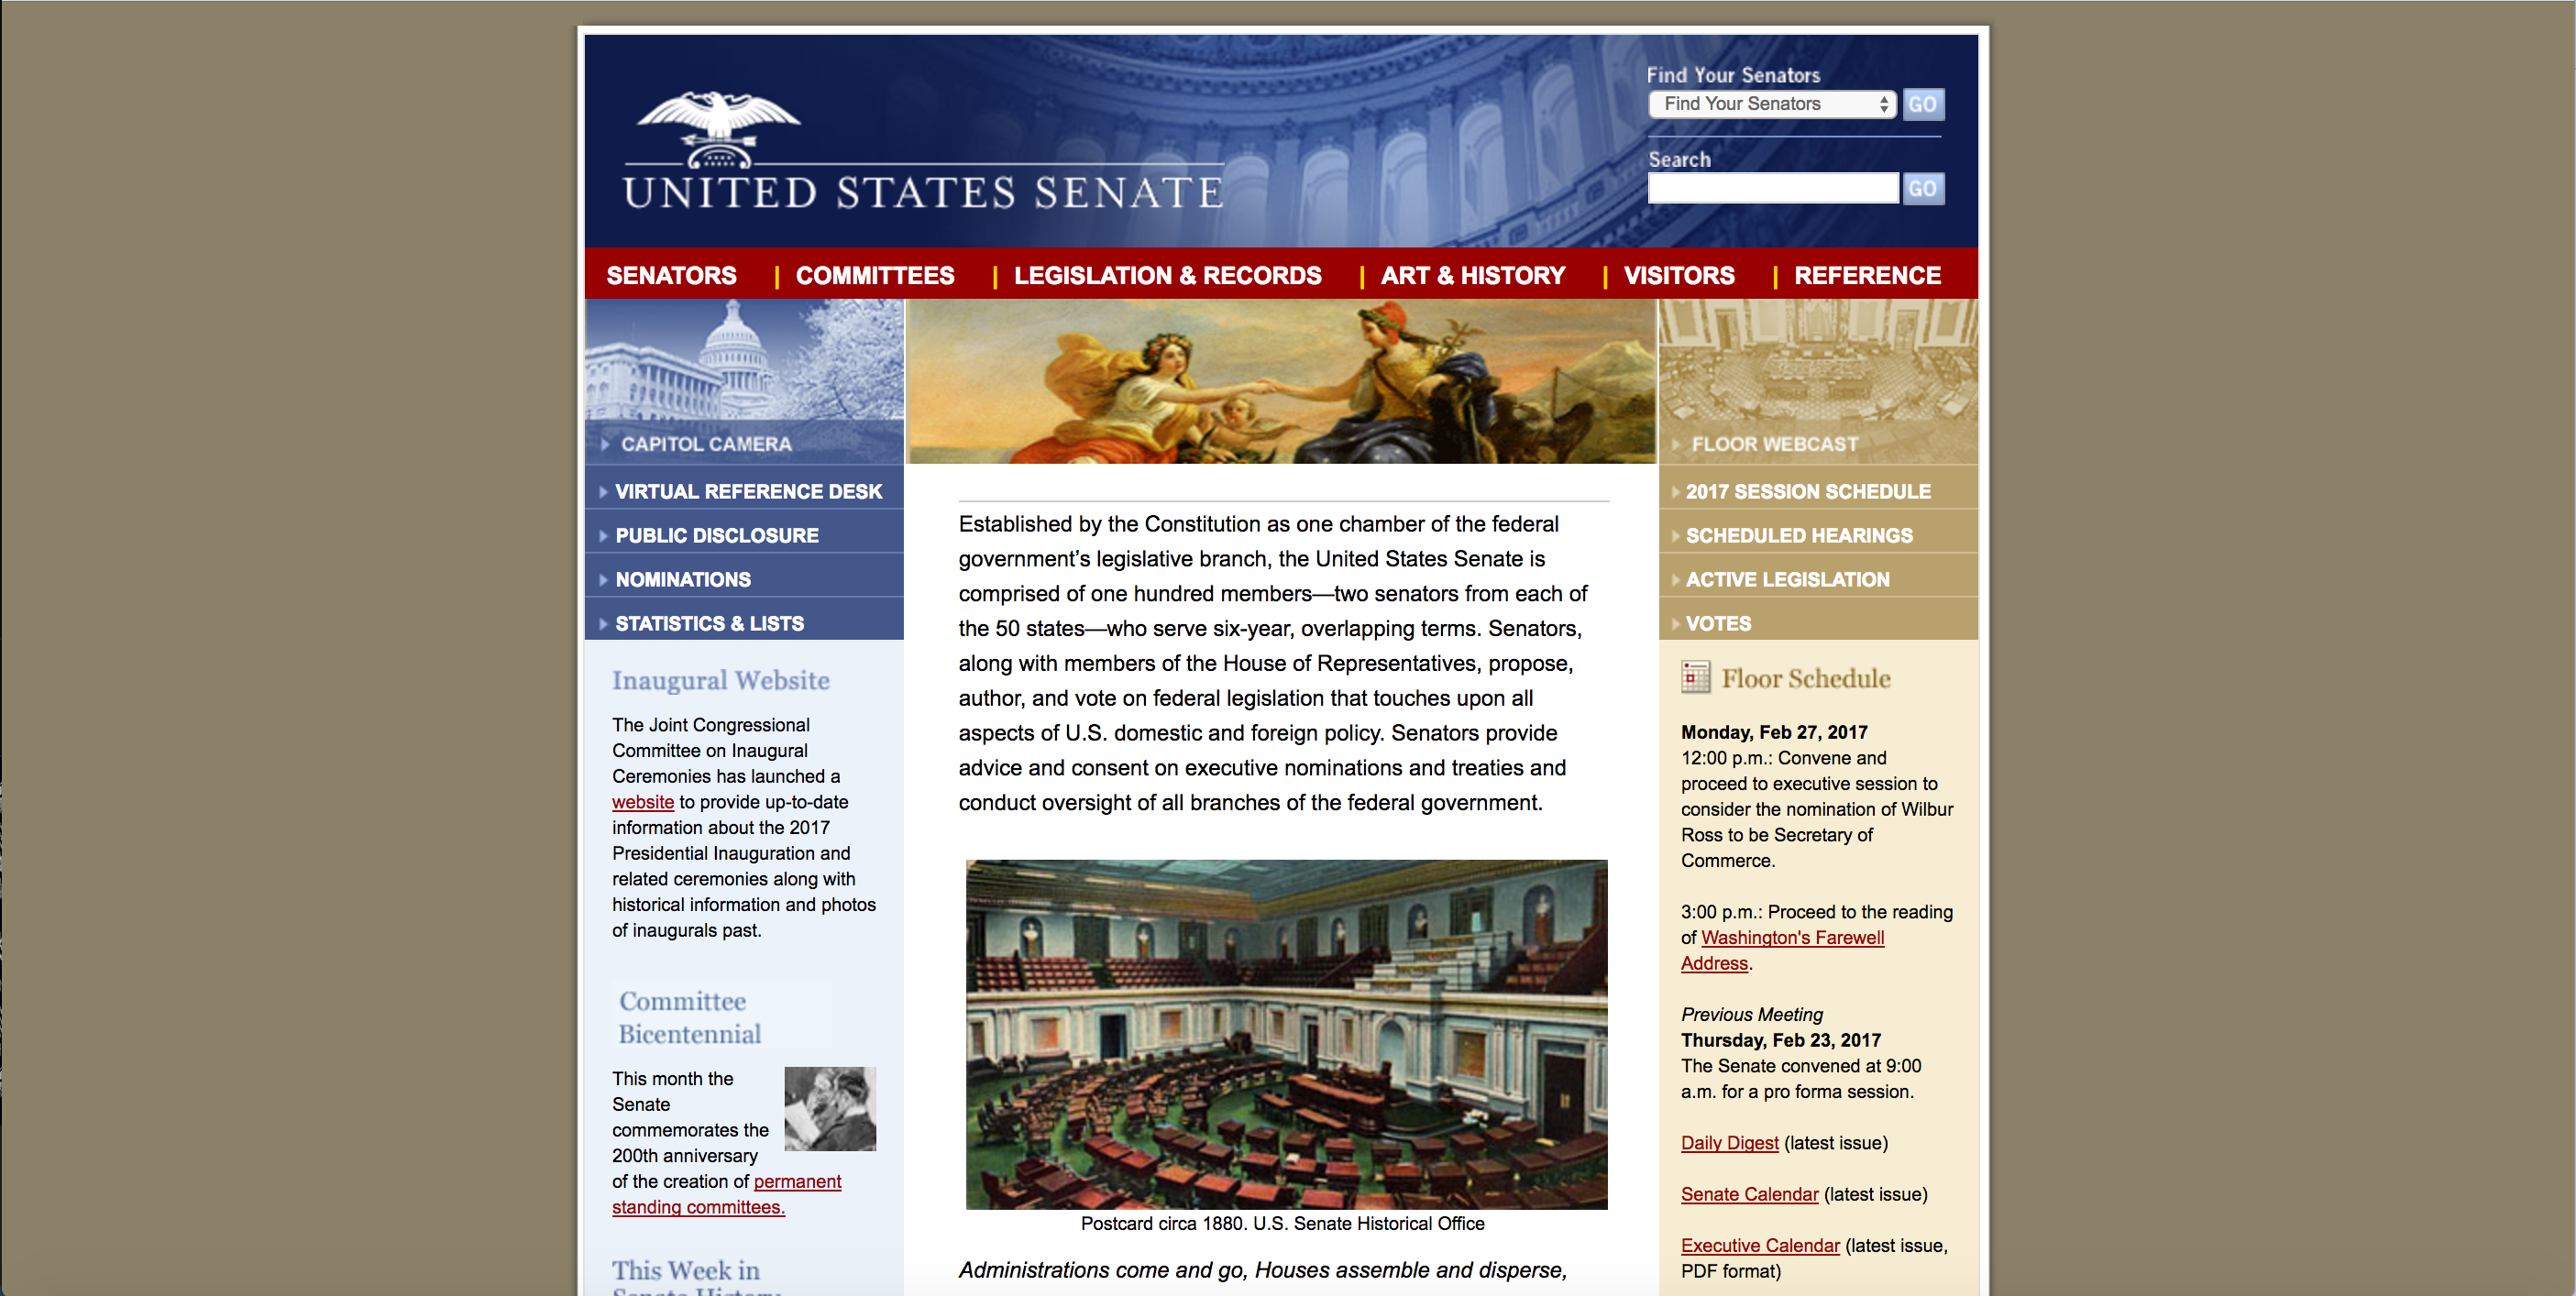 Find Your Senators
Find Your Senators
GO
Search
GO
UNITED STATES SENATE
SENATORS | COMMITTEES | LEGISLATION & RECORDS | ART & HISTORY | VISITORS | REFERENCE
CAPITOL CAMERA
VIRTUAL REFERENCE DESK
PUBLIC DISCLOSURE
NOMINATIONS
STATISTICS & LISTS
Inaugural Website
The Joint Congressional
Committee on Inaugural
Ceremonies has launched a
website to provide up-to-date
information about the 2017
Presidential Inauguration and
related ceremonies along with
historical information and photos
of inaugurals past.
Committee
Bicentennial
This month the
Senate
commemorates the
200th anniversary
of the creation of permanent
standing committees.
This Week in
Senate History
Established by the Constitution as one chamber of the federal
government’s legislative branch, the United States Senate is
comprised of one hundred members—two senators from each of
the 50 states—who serve six-year, overlapping terms. Senators,
along with members of the House of Representatives, propose,
author, and vote on federal legislation that touches upon all
aspects of U.S. domestic and foreign policy. Senators provide
advice and consent on executive nominations and treaties and
conduct oversight of all branches of the federal government.
Postcard circa 1880. U.S. Senate Historical Office
Administrations come and go, Houses assemble and disperse,
FLOOR WEBCAST
2017 SESSION SCHEDULE
SCHEDULED HEARINGS
ACTIVE LEGISLATION
VOTES
Floor Schedule
Monday, Feb 27, 2017
12:00 p.m.: Convene and
proceed to executive session to
consider the nomination of Wilbur
Ross to be Secretary of
Commerce.
3:00 p.m.: Proceed to the reading
of Washington's Farewell
Address.
Previous Meeting
Thursday, Feb 23, 2017
The Senate convened at 9:00
a.m. for a pro forma session.
Daily Digest (latest issue)
Senate Calendar (latest issue)
Executive Calendar (latest issue,
PDF format)